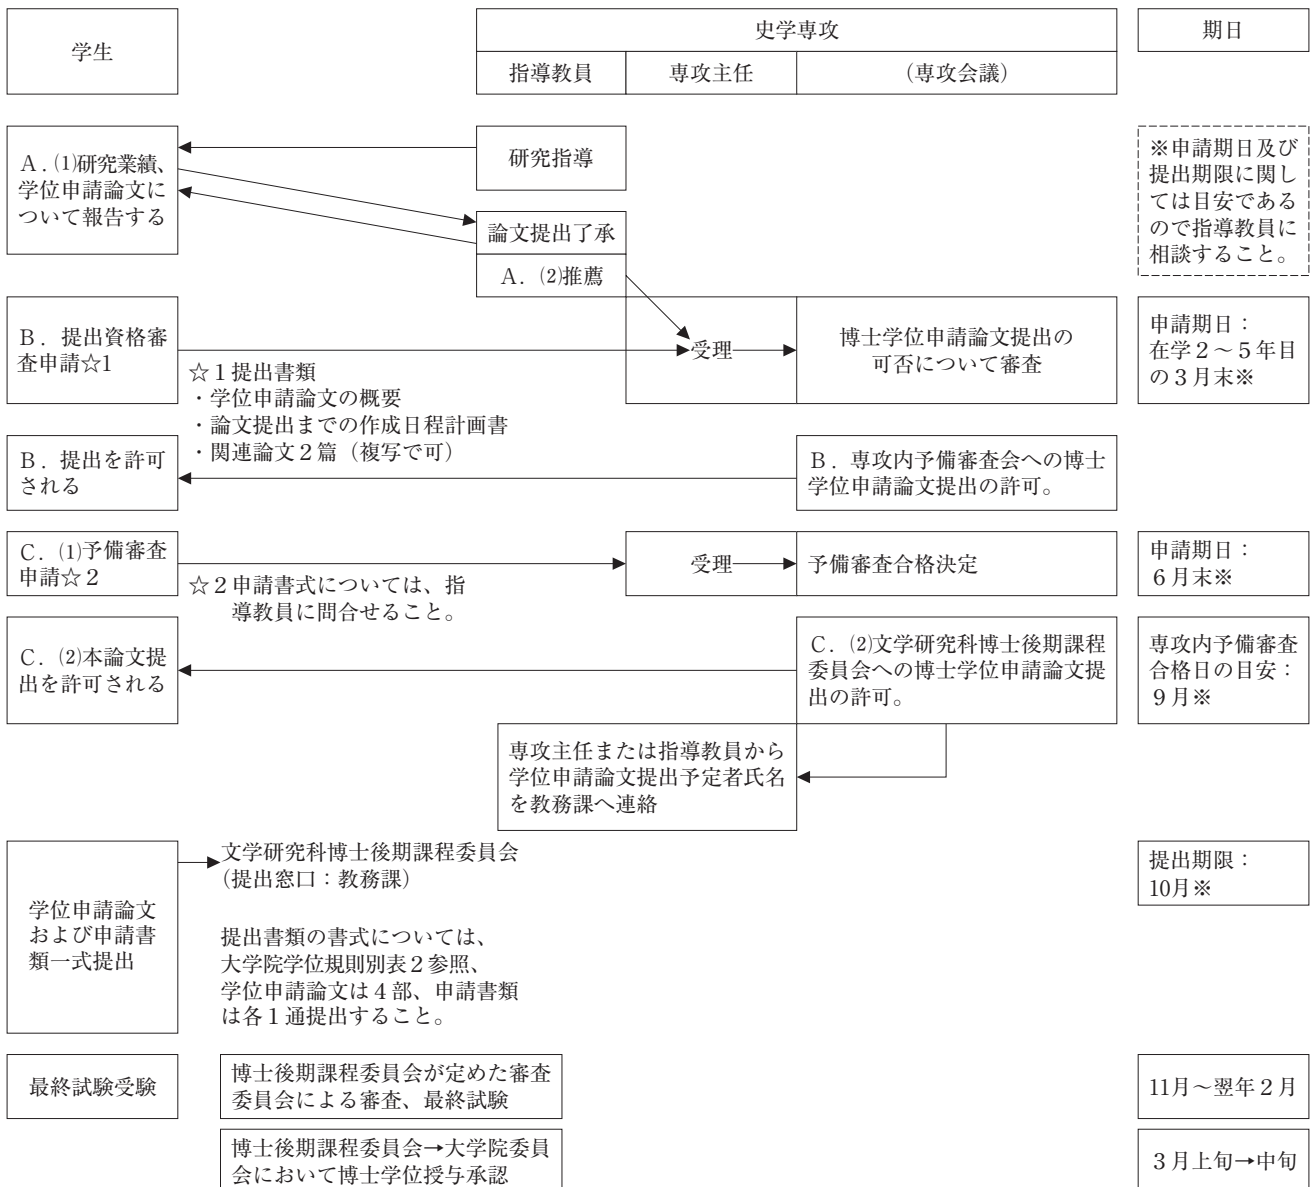 学生
史学専攻
期日
指導教員
専攻主任
(専攻会議)
A．⑴研究業績、
学位申請論文に
ついて報告する
研究指導
論文提出了承
A．⑵推薦
※申請期日及び
提出期限に関し
ては目安である
ので指導教員に
相談すること。
B．提出資格審
査申請☆1
☆１提出書類
・学位申請論文の概要
・論文提出までの作成日程計画書
・関連論文２篇（複写で可）
受理
博士学位申請論文提出の
可否について審査
申請期日：
在学２～５年目
の３月末※
B．提出を許可
される
B．専攻内予備審査会への博士
学位申請論文提出の許可。
C．⑴予備審査
申請☆２
☆２申請書式については、指
導教員に問合せること。
受理
予備審査合格決定
申請期日：
６月末※
C．⑵本論文提
出を許可される
C．⑵文学研究科博士後期課程
委員会への博士学位申請論文提
出の許可。
専攻内予備審査
合格日の目安：
９月※
専攻主任または指導教員から
学位申請論文提出予定者氏名
を教務課へ連絡
学位申請論文
および申請書
類一式提出
文学研究科博士後期課程委員会
（提出窓口：教務課）
提出書類の書式については、
大学院学位規則別表２参照、
学位申請論文は４部、申請書類
は各１通提出すること。
提出期限：
10月※
最終試験受験
博士後期課程委員会が定めた審査
委員会による審査、最終試験
11月～翌年２月
博士後期課程委員会→大学院委員
会において博士学位授与承認
３月上旬→中旬